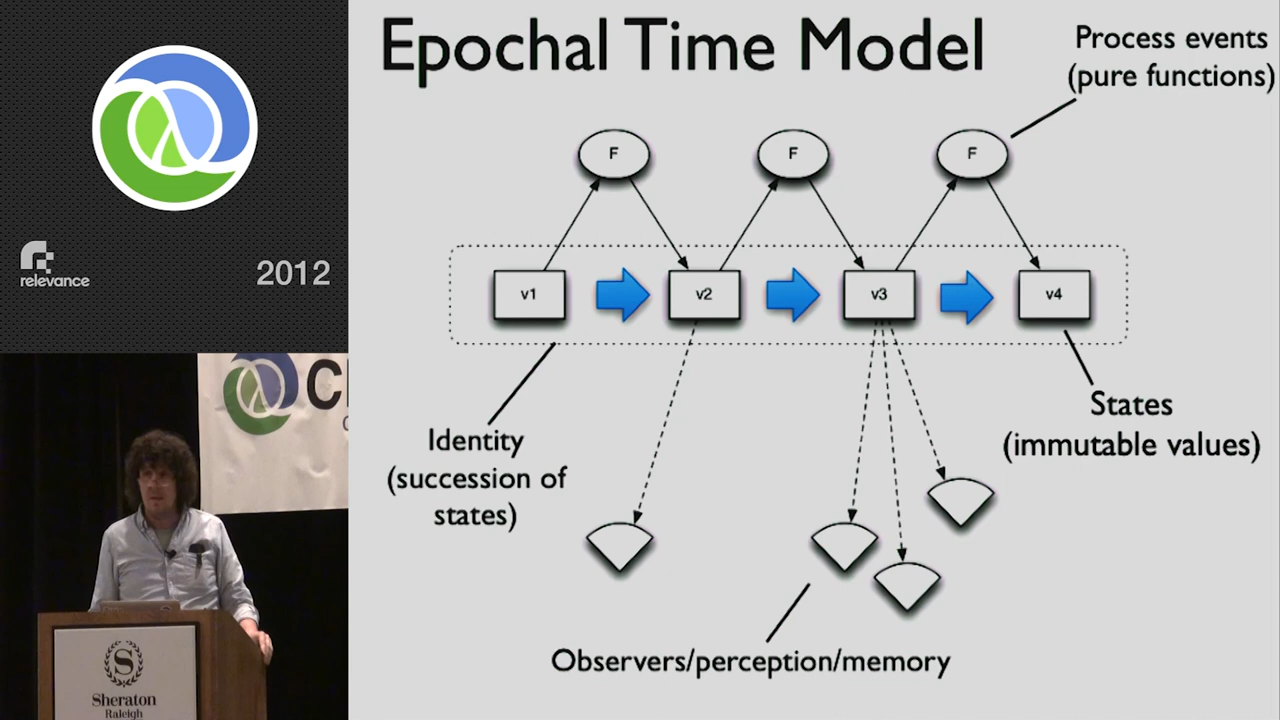 Epochal Time Model
Process events
(pure functions)
F
F
F
v1
v2
v3
v4
Identity
(succession of
states)
States
(immutable values)
Observers/perception/memory
relevance
2012
C
S
Sheraton
Raleigh